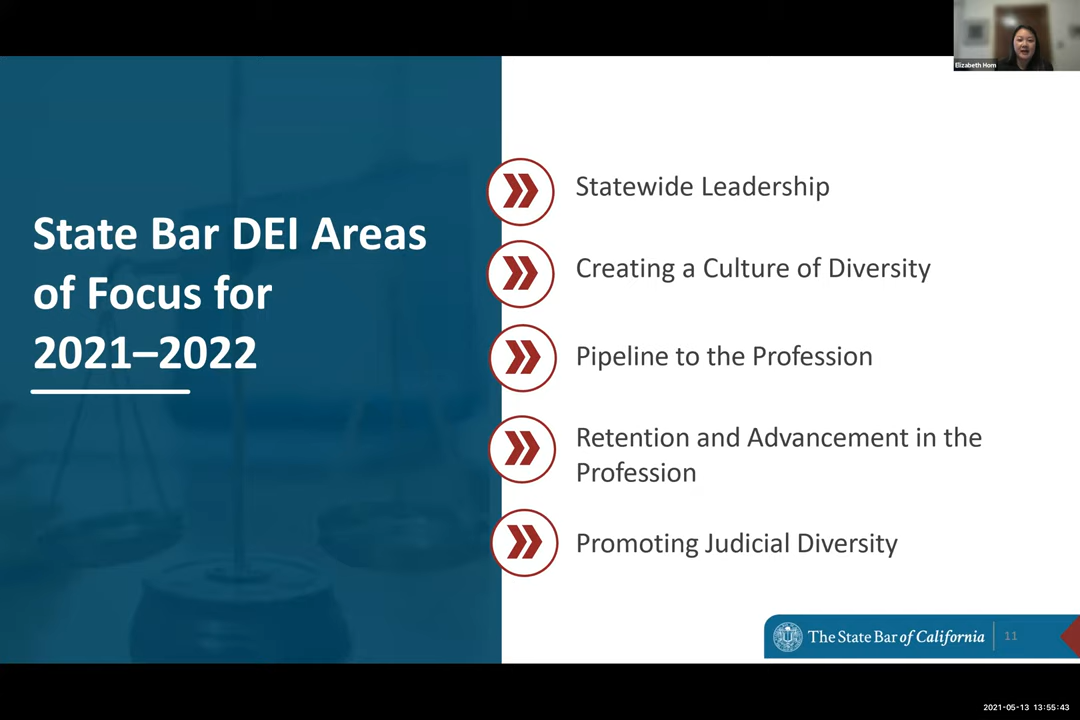 Elizabeth Hom
State Bar DEI Areas
of Focus for
2021–2022
Statewide Leadership
Creating a Culture of Diversity
Pipeline to the Profession
Retention and Advancement in the
Profession
Promoting Judicial Diversity
The State Bar of California
11
2021-05-13 13:55:43